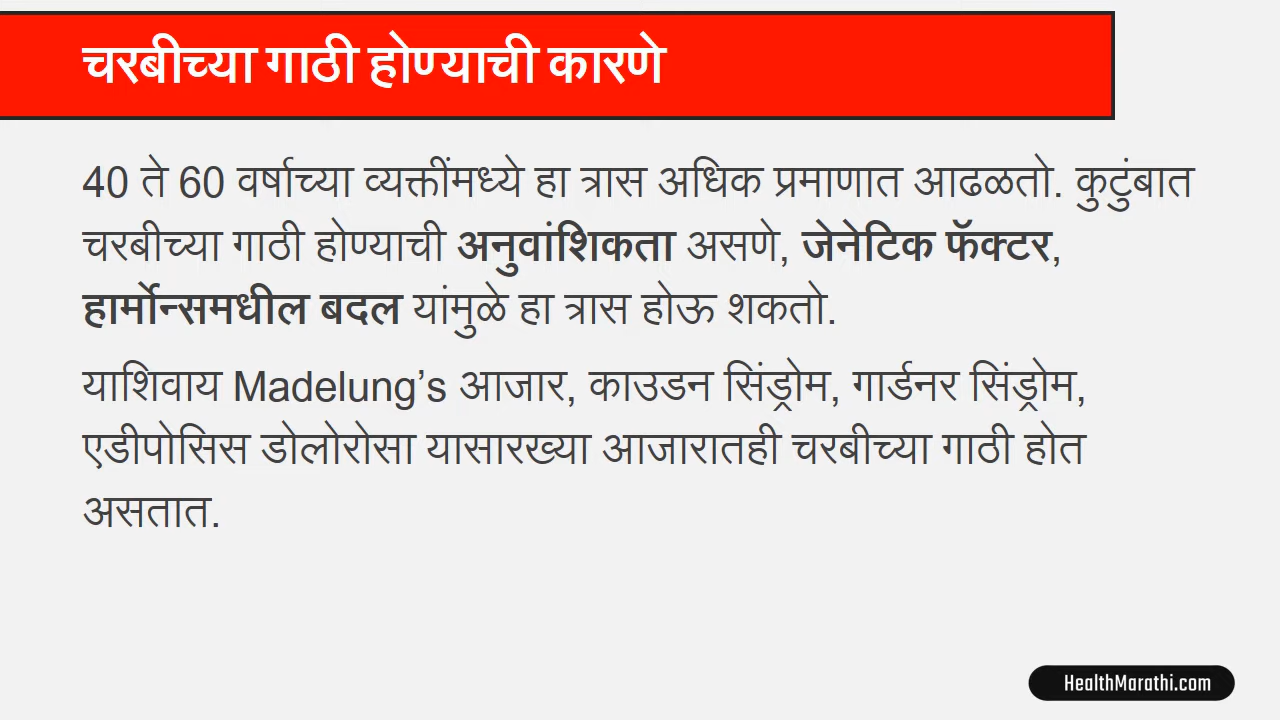 चरबीच्या गाठी होण्याची कारणे
40 ते 60 वर्षाच्या व्यक्तींमध्ये हा त्रास अधिक प्रमाणात आढळतो. कुटुंबात
चरबीच्या गाठी होण्याची अनुवांशिकता असणे, जेनेटिक फॅक्टर,
हार्मोन्समधील बदल यांमुळे हा त्रास होऊ शकतो.
याशिवाय Madelung’s आजार, काउडन सिंड्रोम, गार्डनर सिंड्रोम,
एडीपोसिस डोलोरोसा यासारख्या आजारातही चरबीच्या गाठी होत
असतात.
HealthMarathi.com